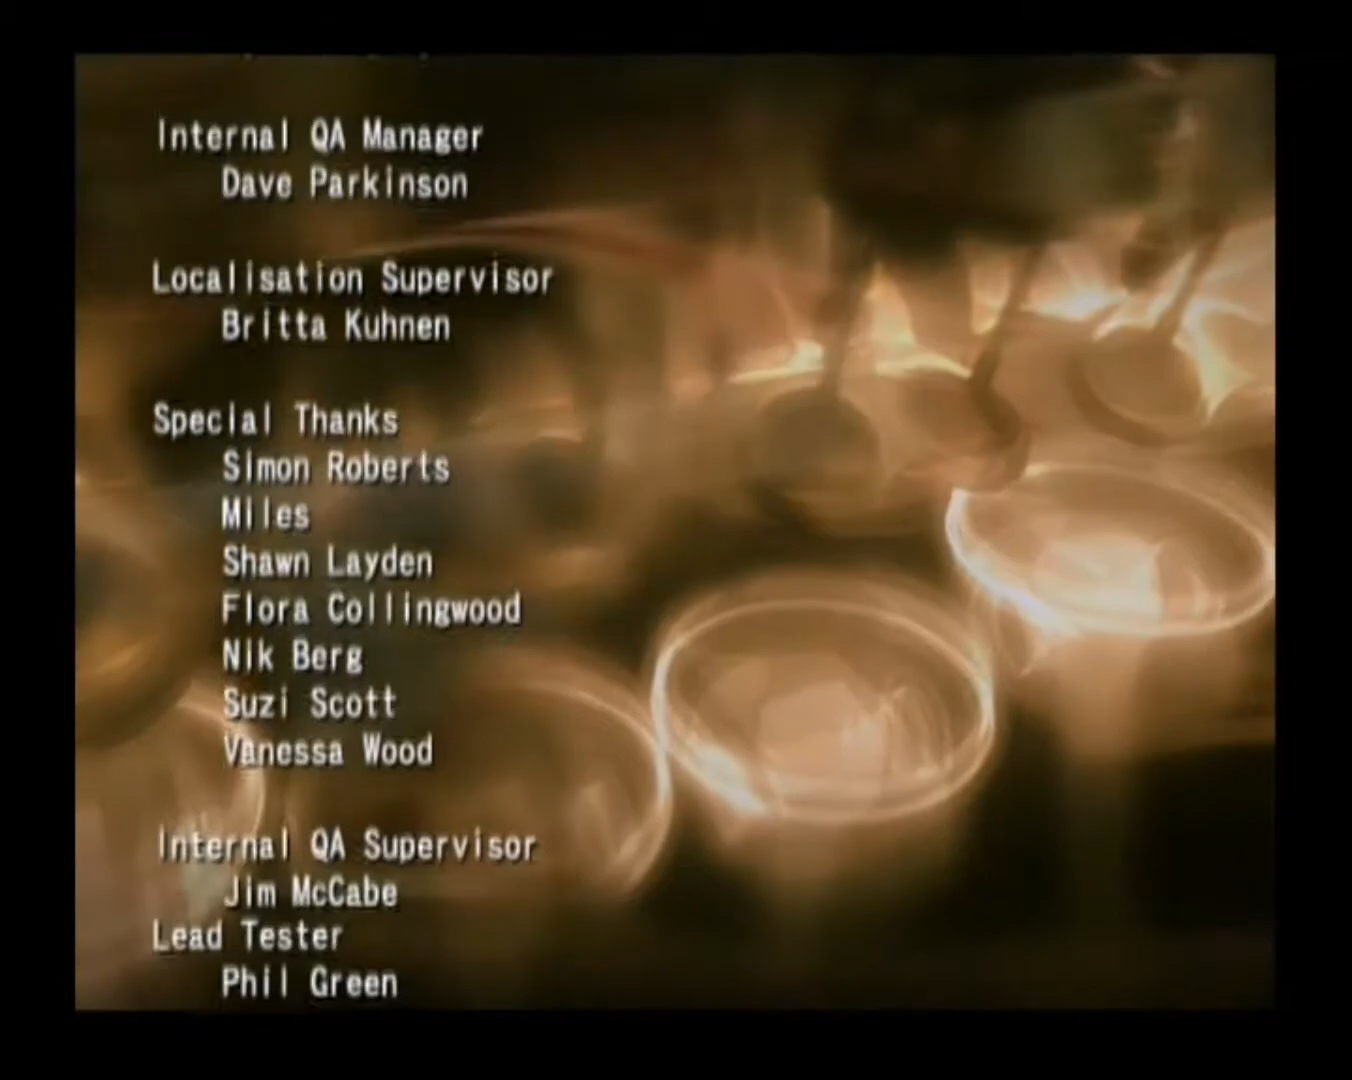 Internal QA Manager
Dave Parkinson
Localisation Supervisor
Britta Kuhnen
Special Thanks
Simon Roberts
Miles
Shawn Layden
Flora Collingwood
Nik Berg
Suzi Scott
Vanessa Wood
Internal QA Supervisor
Jim McCabe
Lead Tester
Phil Green